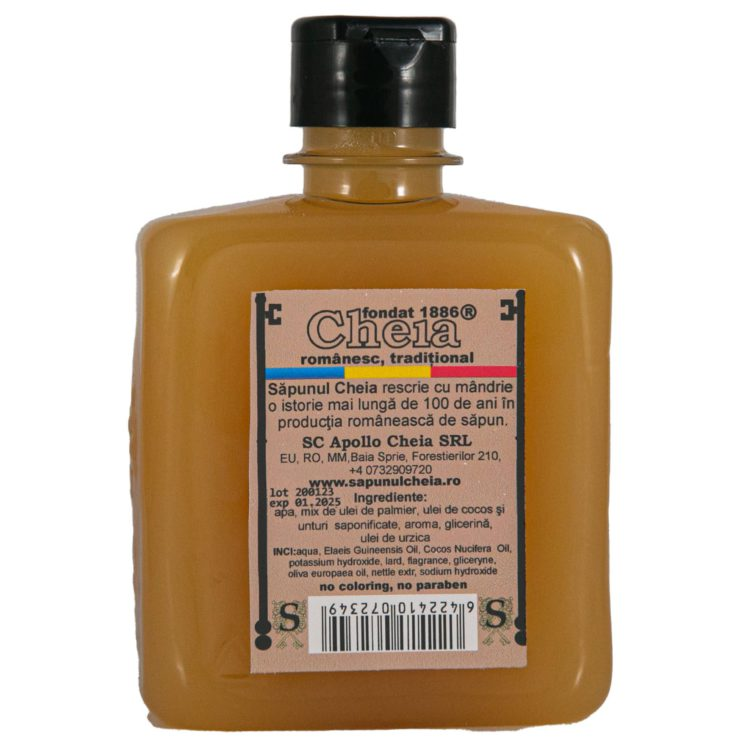 fondat 1886®
Cheia
românesc, tradițional
Săpunul Cheia rescrie cu mândrie
o istorie mai lungă de 100 de ani în
producţia românească de săpun.
SC Apollo Cheia SRL
EU, RO, MM,Baia Sprie, Forestierilor 210,
+4 0732909720
www.sapunulcheia.ro
lot 200123
exp 01.2025
Ingrediente:
apa, mix de ulei de palmier, ulei de cocos şi
unturi saponificate, aroma, glicerină,
ulei de urzica
INCI:aqua, Elaeis Guineensis Oil, Cocos Nucifera Oil,
potassium hydroxide, lard, flagrance, gliceryne,
oliva europaea oil, nettle extr, sodium hydroxide
no coloring, no paraben
S
6422410072349
S